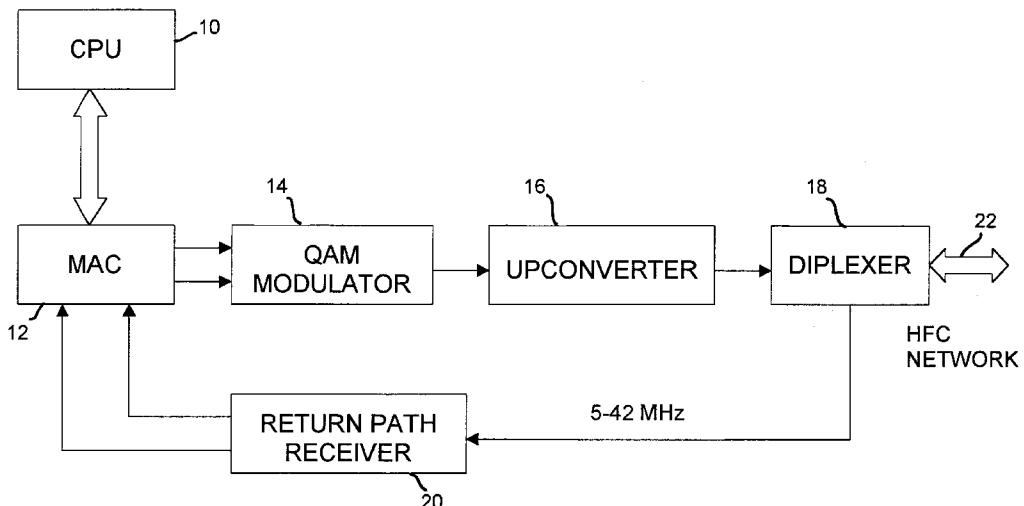 CPU
10
14
16
18
22
MAC
QAM
MODULATOR
UPCONVERTER
DIPLEXER
12
HFC
NETWORK
5-42 MHz
RETURN PATH
RECEIVER
20